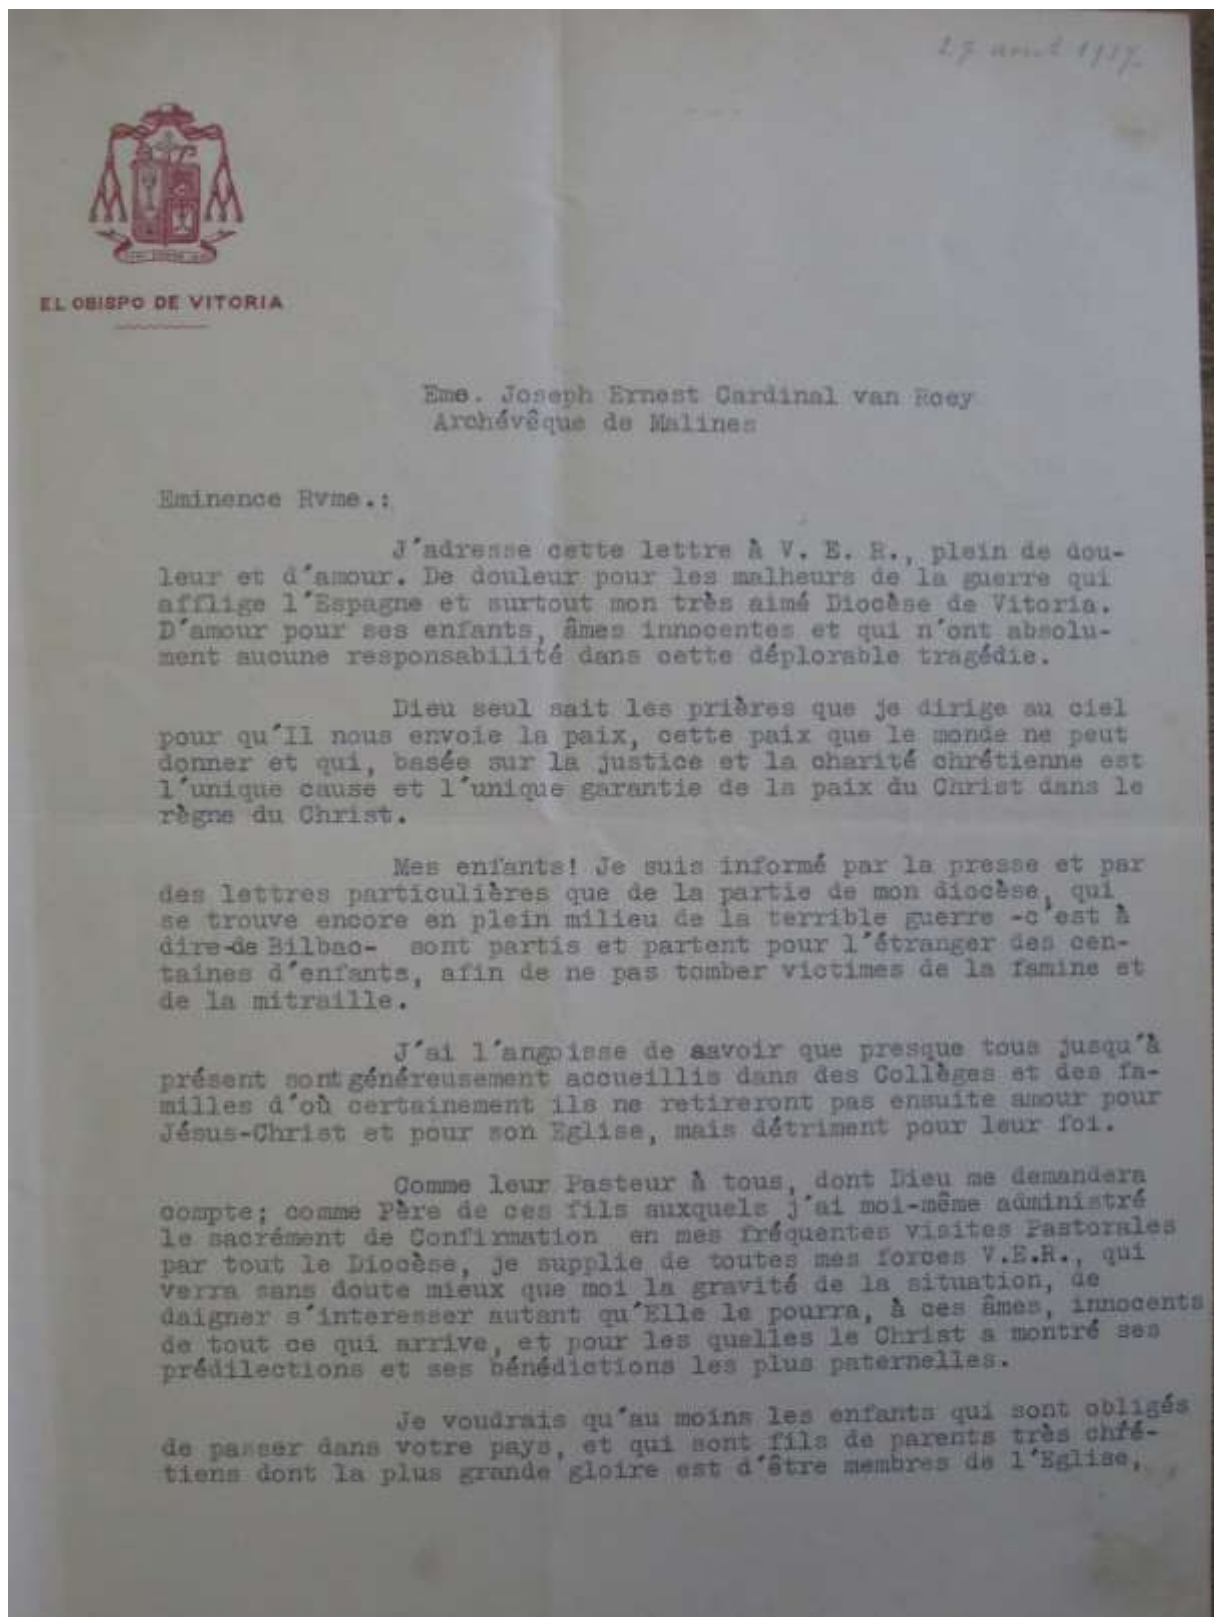 27 1937
EL OBISPO DE VITORIA
Eme. Joseph Ernest Cardinal van Roey
Archévêque de Malines
Eminence Rvme.:
J'adresse cette lettre à V. E. R., plein de dou-
leur et d'amour. De douleur pour les malheurs de la guerre qui
afflige l'Espagne et surtout mon très aimé Diocèse de Vitoria.
D'amour pour ses enfants, âmes innocentes et qui n'ont absolu-
ment aucune responsabilité dans cette déplorable tragédie.
Dieu seul sait les prières que je dirige au ciel
pour qu'Il nous envoie la paix, cette paix que le monde ne peut
donner et qui, basée sur la justice et la charité chrétienne est
l'unique cause et l'unique garantie de la paix du Christ dans le
règne du Christ.
Mes enfants! Je suis informé par la presse et par
des lettres particulières que de la partie de mon diocèse, qui
se trouve encore en plein milieu de la terrible guerre -c'est à
dire-de Bilbao- sont partis et partent pour l'étranger des cen-
taines d'enfants, afin de ne pas tomber victimes de la famine et
de la mitraille.
J'ai l'angoisse de savoir que presque tous jusqu'à
présent sont généreusement accueillis dans des Collèges et des fa-
milles d'où certainement ils ne retireront pas ensuite amour pour
Jésus-Christ et pour son Eglise, mais détriment pour leur foi.
Comme leur Pasteur à tous, dont Dieu me demandera
compte; comme Père de ces fils auxquels j'ai moi-même administré
le sacrément de Confirmation en mes fréquentes visites Pastorales
par tout le Diocèse, je supplie de toutes mes forces V.E.R., qui
verra sans doute mieux que moi la gravité de la situation, de
daigner s'interesser autant qu'Elle le pourra, à ces âmes, innocents
de tout ce qui arrive, et pour les quelles le Christ a montré ses
prédilections et ses bénédictions les plus paternelles.
Je voudrais qu'au moins les enfants qui sont obligés
de passer dans votre pays, et qui sont fils de parents très chré-
tiens dont la plus grande gloire est d'être membres de l'Eglise,